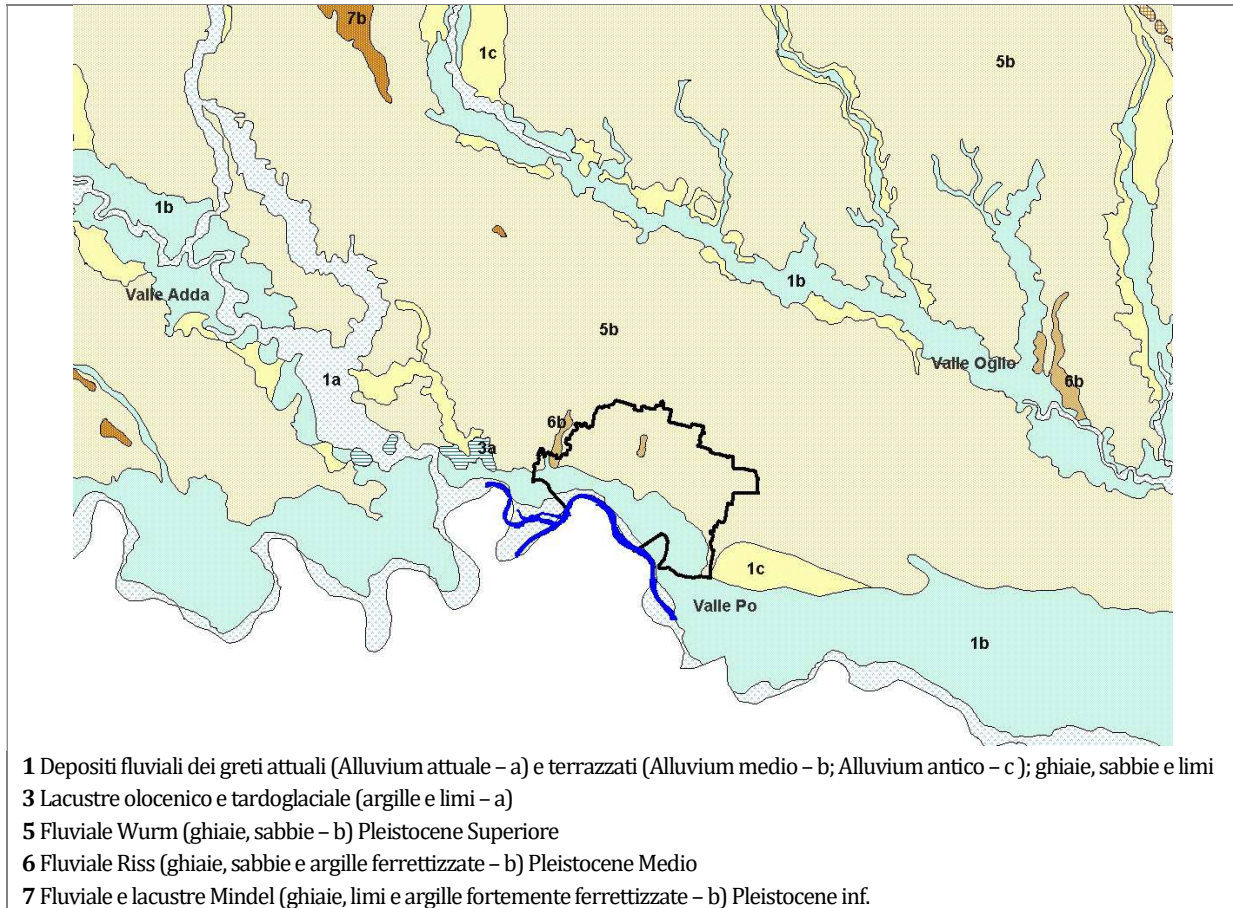 7b
1c
5b
1b
Valle Adda
1b
5b
Valle Oglio
1a
6b
6b
3a
1c
Valle Po
1b
1 Depositi fluviali dei greti attuali (Alluvium attuale – a) e terrazzati (Alluvium medio – b; Alluvium antico – c ); ghiaie, sabbie e limi
3 Lacustre olocenico e tardoglaciale (argille e limi – a)
5 Fluviale Wurm (ghiaie, sabbie – b) Pleistocene Superiore
6 Fluviale Riss (ghiaie, sabbie e argille ferrettizzate – b) Pleistocene Medio
7 Fluviale e lacustre Mindel (ghiaie, limi e argille fortemente ferrettizzate – b) Pleistocene inf.